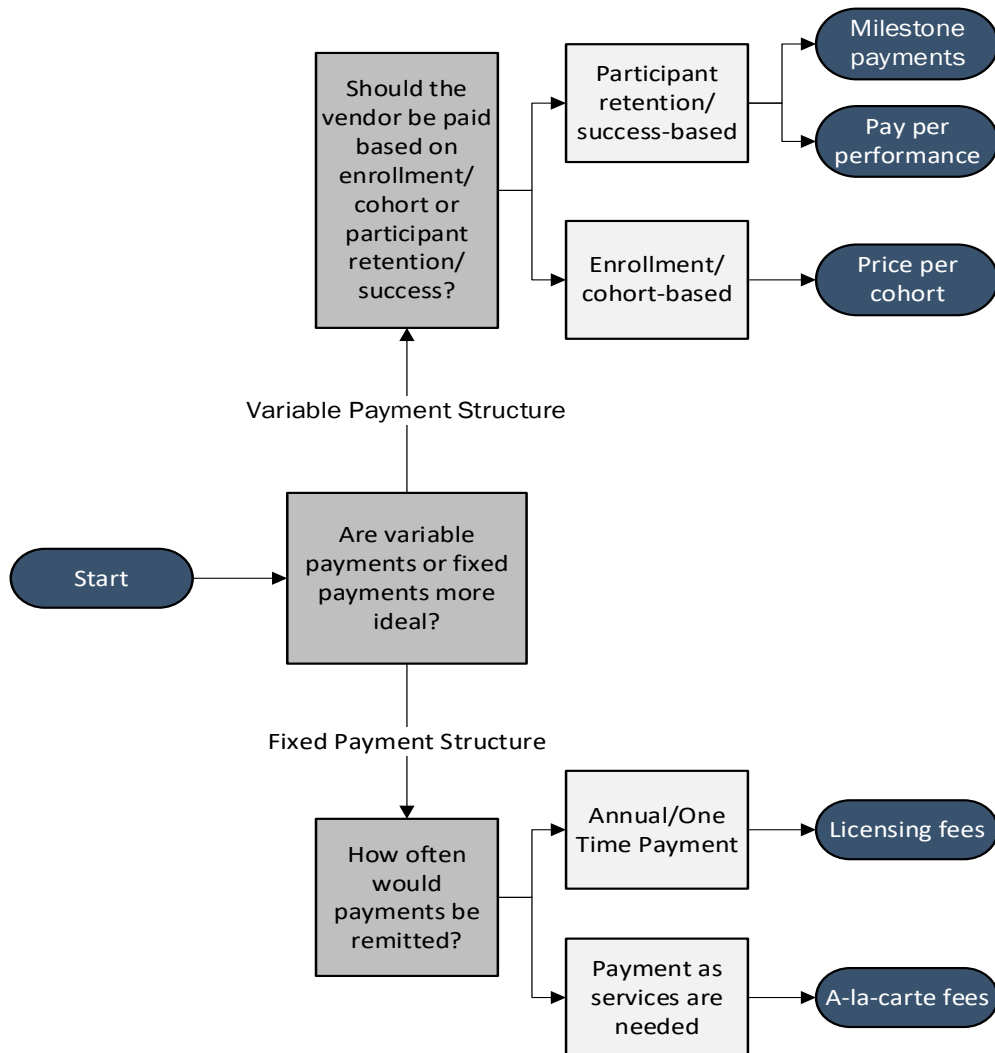 Milestone
payments
Should the
vendor be paid
based on
enrollment/
cohort or
participant
retention/
success?
Participant
retention/
success-based
Pay per
performance
Enrollment/
cohort-based
Price per
cohort
Variable Payment Structure
Start
Are variable
payments or fixed
payments more
ideal?
Fixed Payment Structure
How often
would
payments be
remitted?
Annual/One
Time Payment
Licensing fees
Payment as
services are
needed
A-la-carte fees